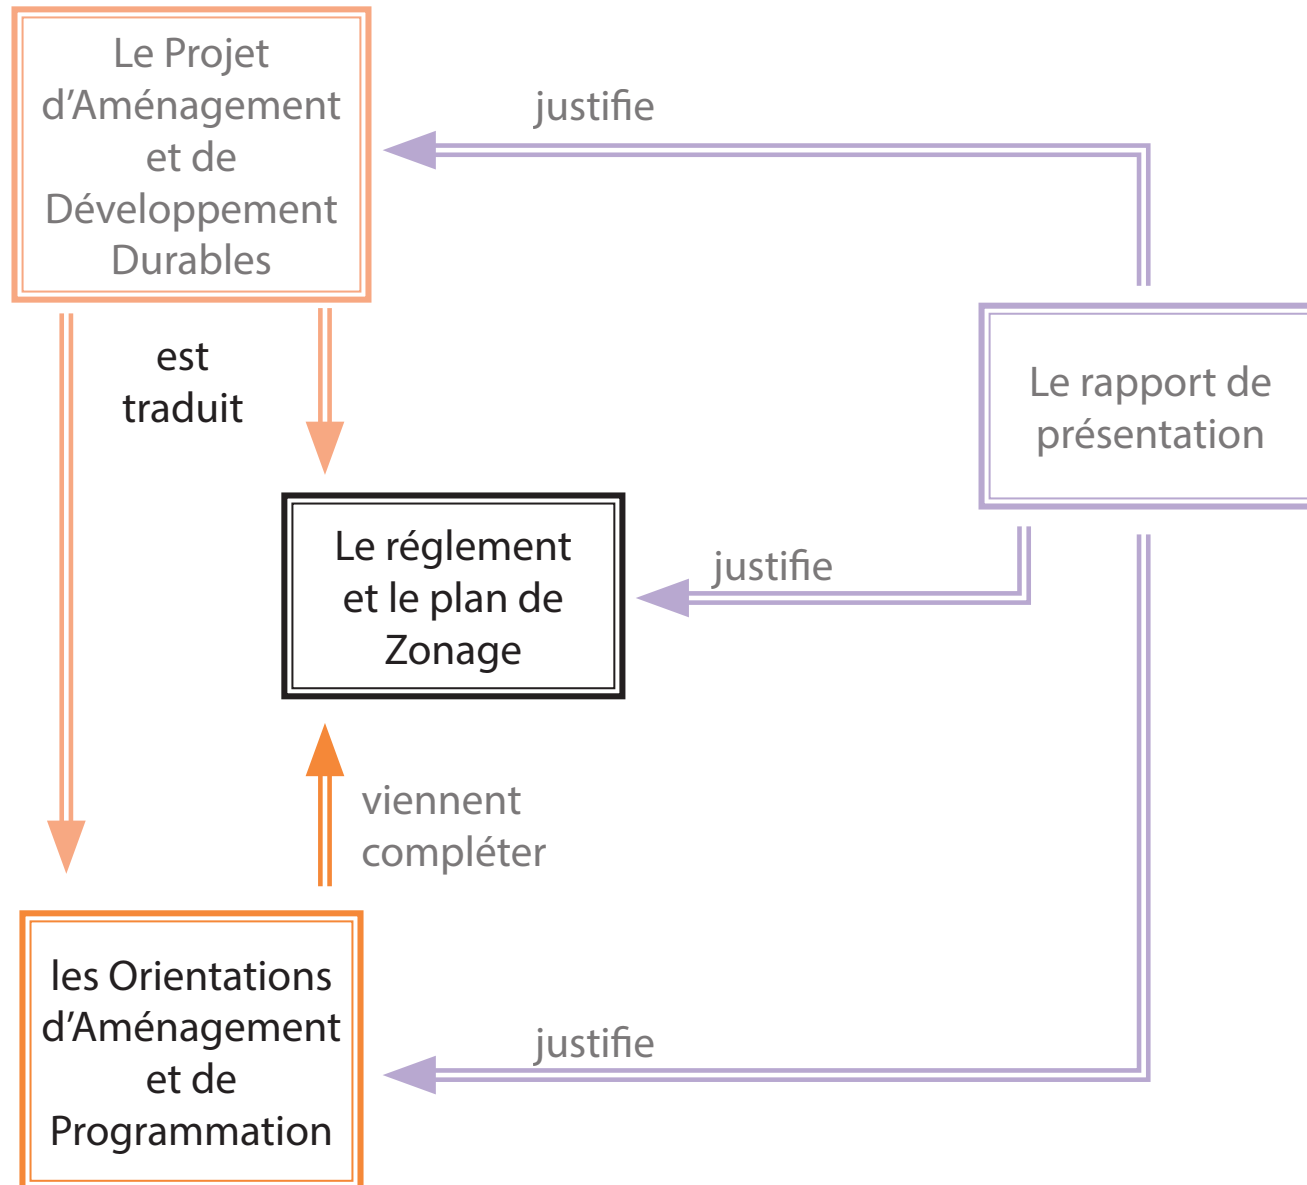 Le Projet
d’Aménagement
et de
Développement
Durables
justifie
est
traduit
Le rapport de
présentation
Le réglement
et le plan de
Zonage
justifie
viennent
compléter
les Orientations
d’Aménagement
et de
Programmation
justifie